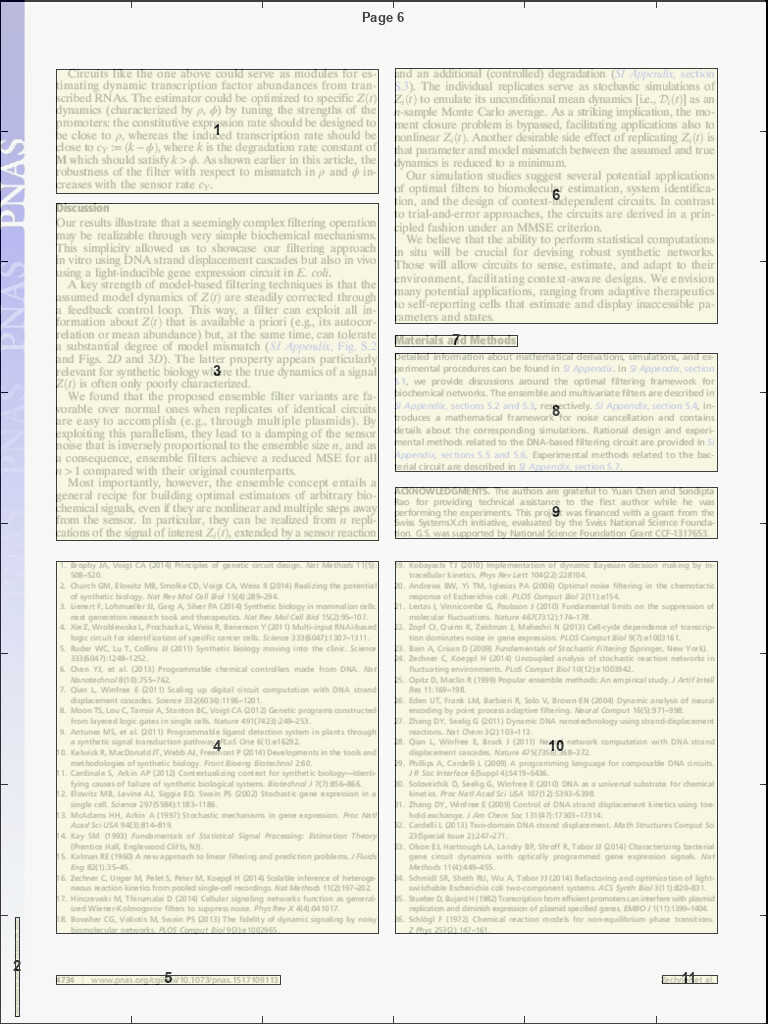 Page 6
Circuits like the one above could serve as modules for es-
timating dynamic transcription factor abundances from tran-
scribed RNAs. The estimator could be optimized to specific Z(t)
dynamics (characterized by ρ, ϕ) by tuning the strengths of the
promoters: the constitutive expression rate should be designed to
be close to ρ, whereas the induced transcription rate should be
close to c_Y := (k − ϕ), where k is the degradation rate constant of
M which should satisfy k > ϕ. As shown earlier in this article, the
robustness of the filter with respect to mismatch in ρ and ϕ in-
creases with the sensor rate c_Y.
1
Discussion
Our results illustrate that a seemingly complex filtering operation
may be realizable through very simple biochemical mechanisms.
This simplicity allowed us to showcase our filtering approach
in vitro using DNA strand displacement cascades but also in vivo
using a light-inducible gene expression circuit in E. coli.
A key strength of model-based filtering techniques is that the
assumed model dynamics of Z(t) are steadily corrected through
a feedback control loop. This way, a filter can exploit all in-
formation about Z(t) that is available a priori (e.g., its autocor-
relation or mean abundance) but, at the same time, can tolerate
a substantial degree of model mismatch (SI Appendix, Fig. S.2
and Figs. 2D and 3D). The latter property appears particularly
relevant for synthetic biology where the true dynamics of a signal
Z(t) is often only poorly characterized.
We found that the proposed ensemble filter variants are fa-
vorable over normal ones when replicates of identical circuits
are easy to accomplish (e.g., through multiple plasmids). By
exploiting this parallelism, they lead to a damping of the sensor
noise that is inversely proportional to the ensemble size n, and as
a consequence, ensemble filters achieve a reduced MSE for all
n > 1 compared with their original counterparts.
Most importantly, however, the ensemble concept entails a
general recipe for building optimal estimators of arbitrary bio-
chemical signals, even if they are nonlinear and multiple steps away
from the sensor. In particular, they can be realized from n repli-
cations of the signal of interest Z_i(t), extended by a sensor reaction
3
and an additional (controlled) degradation (SI Appendix, section
S.3). The individual replicates serve as stochastic simulations of
Z_i(t) to emulate its unconditional mean dynamics [i.e., D_i(t)] as an
n-sample Monte Carlo average. As a striking implication, the mo-
ment closure problem is bypassed, facilitating applications also to
nonlinear Z_i(t). Another desirable side effect of replicating Z_i(t) is
that parameter and model mismatch between the assumed and true
dynamics is reduced to a minimum.
Our simulation studies suggest several potential applications
of optimal filters to biomolecular estimation, system identifica-
tion, and the design of context-independent circuits. In contrast
to trial-and-error approaches, the circuits are derived in a prin-
cipled fashion under an MMSE criterion.
We believe that the ability to perform statistical computations
in situ will be crucial for devising robust synthetic networks.
Those will allow circuits to sense, estimate, and adapt to their
environment, facilitating context-aware designs. We envision
many potential applications, ranging from adaptive therapeutics
to self-reporting cells that estimate and display inaccessible pa-
rameters and states.
6
Materials and Methods
7
Detailed information about mathematical derivations, simulations, and ex-
perimental procedures can be found in SI Appendix. In SI Appendix, section
S.1, we provide discussions around the optimal filtering framework for
biochemical networks. The ensemble and multivariate filters are described in
SI Appendix, sections S.2 and S.3, respectively. SI Appendix, section S.4, in-
troduces a mathematical framework for noise cancellation and contains
details about the corresponding simulations. Rational design and experi-
mental methods related to the DNA-based filtering circuit are provided in SI
Appendix, sections S.5 and S.6. Experimental methods related to the bac-
terial circuit are described in SI Appendix, section S.7.
8
ACKNOWLEDGMENTS. The authors are grateful to Yuan Chen and Sundipta
Rao for providing technical assistance to the first author while he was
performing the experiments. This project was financed with a grant from the
Swiss SystemsX.ch initiative, evaluated by the Swiss National Science Founda-
tion. G.S. was supported by National Science Foundation Grant CCF-1317653.
9
1. Brophy JA, Voigt CA (2014) Principles of genetic circuit design. Nat Methods 11(5):
508–520.
2. Church GM, Elowitz MB, Smolke CD, Voigt CA, Weiss R (2014) Realizing the potential
of synthetic biology. Nat Rev Mol Cell Biol 15(4):289–294.
3. Lienert F, Lohmueller JJ, Garg A, Silver PA (2014) Synthetic biology in mammalian cells:
next generation research tools and therapeutics. Nat Rev Mol Cell Biol 15(2):95–107.
4. Xie Z, Wroblewska L, Prochazka L, Weiss R, Benenson Y (2011) Multi-input RNAi-based
logic circuit for identification of specific cancer cells. Science 333(6047):1307–1311.
5. Ruder WC, Lu T, Collins JJ (2011) Synthetic biology moving into the clinic. Science
333(6047):1248–1252.
6. Chen YJ, et al. (2013) Programmable chemical controllers made from DNA. Nat
Nanotechnol 8(10):755–762.
7. Qian L, Winfree E (2011) Scaling up digital circuit computation with DNA strand
displacement cascades. Science 332(6034):1196–1201.
8. Moon TS, Lou C, Tamsir A, Stanton BC, Voigt CA (2012) Genetic programs constructed
from layered logic gates in single cells. Nature 491(7423):249–253.
9. Antunes MS, et al. (2011) Programmable ligand detection system in plants through
a synthetic signal transduction pathway. PLoS One 6(1):e16292.
10. Kelwick R, MacDonald JT, Webb AJ, Freemont P (2014) Developments in the tools and
methodologies of synthetic biology. Front Bioeng Biotechnol 2:60.
11. Cardinale S, Arkin AP (2012) Contextualizing context for synthetic biology—Identi-
fying causes of failure of synthetic biological systems. Biotechnol J 7(7):856–866.
12. Elowitz MB, Levine AJ, Siggia ED, Swain PS (2002) Stochastic gene expression in a
single cell. Science 297(5584):1183–1186.
13. McAdams HH, Arkin A (1997) Stochastic mechanisms in gene expression. Proc Natl
Acad Sci USA 94(3):814–819.
14. Kay SM (1993) Fundamentals of Statistical Signal Processing: Estimation Theory
(Prentice Hall, Englewood Cliffs, NJ).
15. Kalman RE (1960) A new approach to linear filtering and prediction problems. J Fluids
Eng 82(1):35–45.
16. Zechner C, Unger M, Pelet S, Peter M, Koeppl H (2014) Scalable inference of heteroge-
neous reaction kinetics from pooled single-cell recordings. Nat Methods 11(2):197–202.
17. Hinczewski M, Thirumalai D (2014) Cellular signaling networks function as general-
ized Wiener-Kolmogorov filters to suppress noise. Phys Rev X 4(4):041017.
18. Bowsher CG, Voliotis M, Swain PS (2013) The fidelity of dynamic signaling by noisy
biomolecular networks. PLOS Comput Biol 9(3):e1002965.
4
19. Kobayashi TJ (2010) Implementation of dynamic Bayesian decision making by in-
tracellular kinetics. Phys Rev Lett 104(22):228104.
20. Andrews BW, Yi TM, Iglesias PA (2006) Optimal noise filtering in the chemotactic
response of Escherichia coli. PLOS Comput Biol 2(11):e154.
21. Lestas I, Vinnicombe G, Paulsson J (2010) Fundamental limits on the suppression of
molecular fluctuations. Nature 467(7312):174–178.
22. Zopf CJ, Quinn K, Zeidman J, Maheshri N (2013) Cell-cycle dependence of transcrip-
tion dominates noise in gene expression. PLOS Comput Biol 9(7):e1003161.
23. Bain A, Crisan D (2009) Fundamentals of Stochastic Filtering (Springer, New York).
24. Zechner C, Koeppl H (2014) Uncoupled analysis of stochastic reaction networks in
fluctuating environments. PLOS Comput Biol 10(12):e1003942.
25. Opitz D, Maclin R (1999) Popular ensemble methods: An empirical study. J Artif Intell
Res 11:169–198.
26. Eden UT, Frank LM, Barbieri R, Solo V, Brown EN (2004) Dynamic analysis of neural
encoding by point process adaptive filtering. Neural Comput 16(5):971–998.
27. Zhang DY, Seelig G (2011) Dynamic DNA nanotechnology using strand-displacement
reactions. Nat Chem 3(2):103–113.
28. Qian L, Winfree E, Bruck J (2011) Neural network computation with DNA strand
displacement cascades. Nature 475(7356):368–372.
29. Phillips A, Cardelli L (2009) A programming language for composable DNA circuits.
J R Soc Interface 6(Suppl 4):S419–S436.
30. Soloveichik D, Seelig G, Winfree E (2010) DNA as a universal substrate for chemical
kinetics. Proc Natl Acad Sci USA 107(12):5393–5398.
31. Zhang DY, Winfree E (2009) Control of DNA strand displacement kinetics using toe-
hold exchange. J Am Chem Soc 131(47):17303–17314.
32. Cardelli L (2013) Two-domain DNA strand displacement. Math Structures Comput Sci
23(Special Issue 2):247–271.
33. Olson EJ, Hartsough LA, Landry BP, Shroff R, Tabor JJ (2014) Characterizing bacterial
gene circuit dynamics with optically programmed gene expression signals. Nat
Methods 11(4):449–455.
34. Schmidl SR, Sheth RU, Wu A, Tabor JJ (2014) Refactoring and optimization of light-
switchable Escherichia coli two-component systems. ACS Synth Biol 3(11):820–831.
35. Stueber D, Bujard H (1982) Transcription from efficient promoters can interfere with plasmid
replication and diminish expression of plasmid specified genes. EMBO J 1(11):1399–1404.
36. Schlögl F (1972) Chemical reaction models for non-equilibrium phase transitions.
Z Phys 253(2):147–161.
10
2
4734 | www.pnas.org/cgi/doi/10.1073/pnas.1517109113
5
Zechner et al.
11
PNAS
PNAS
PNAS